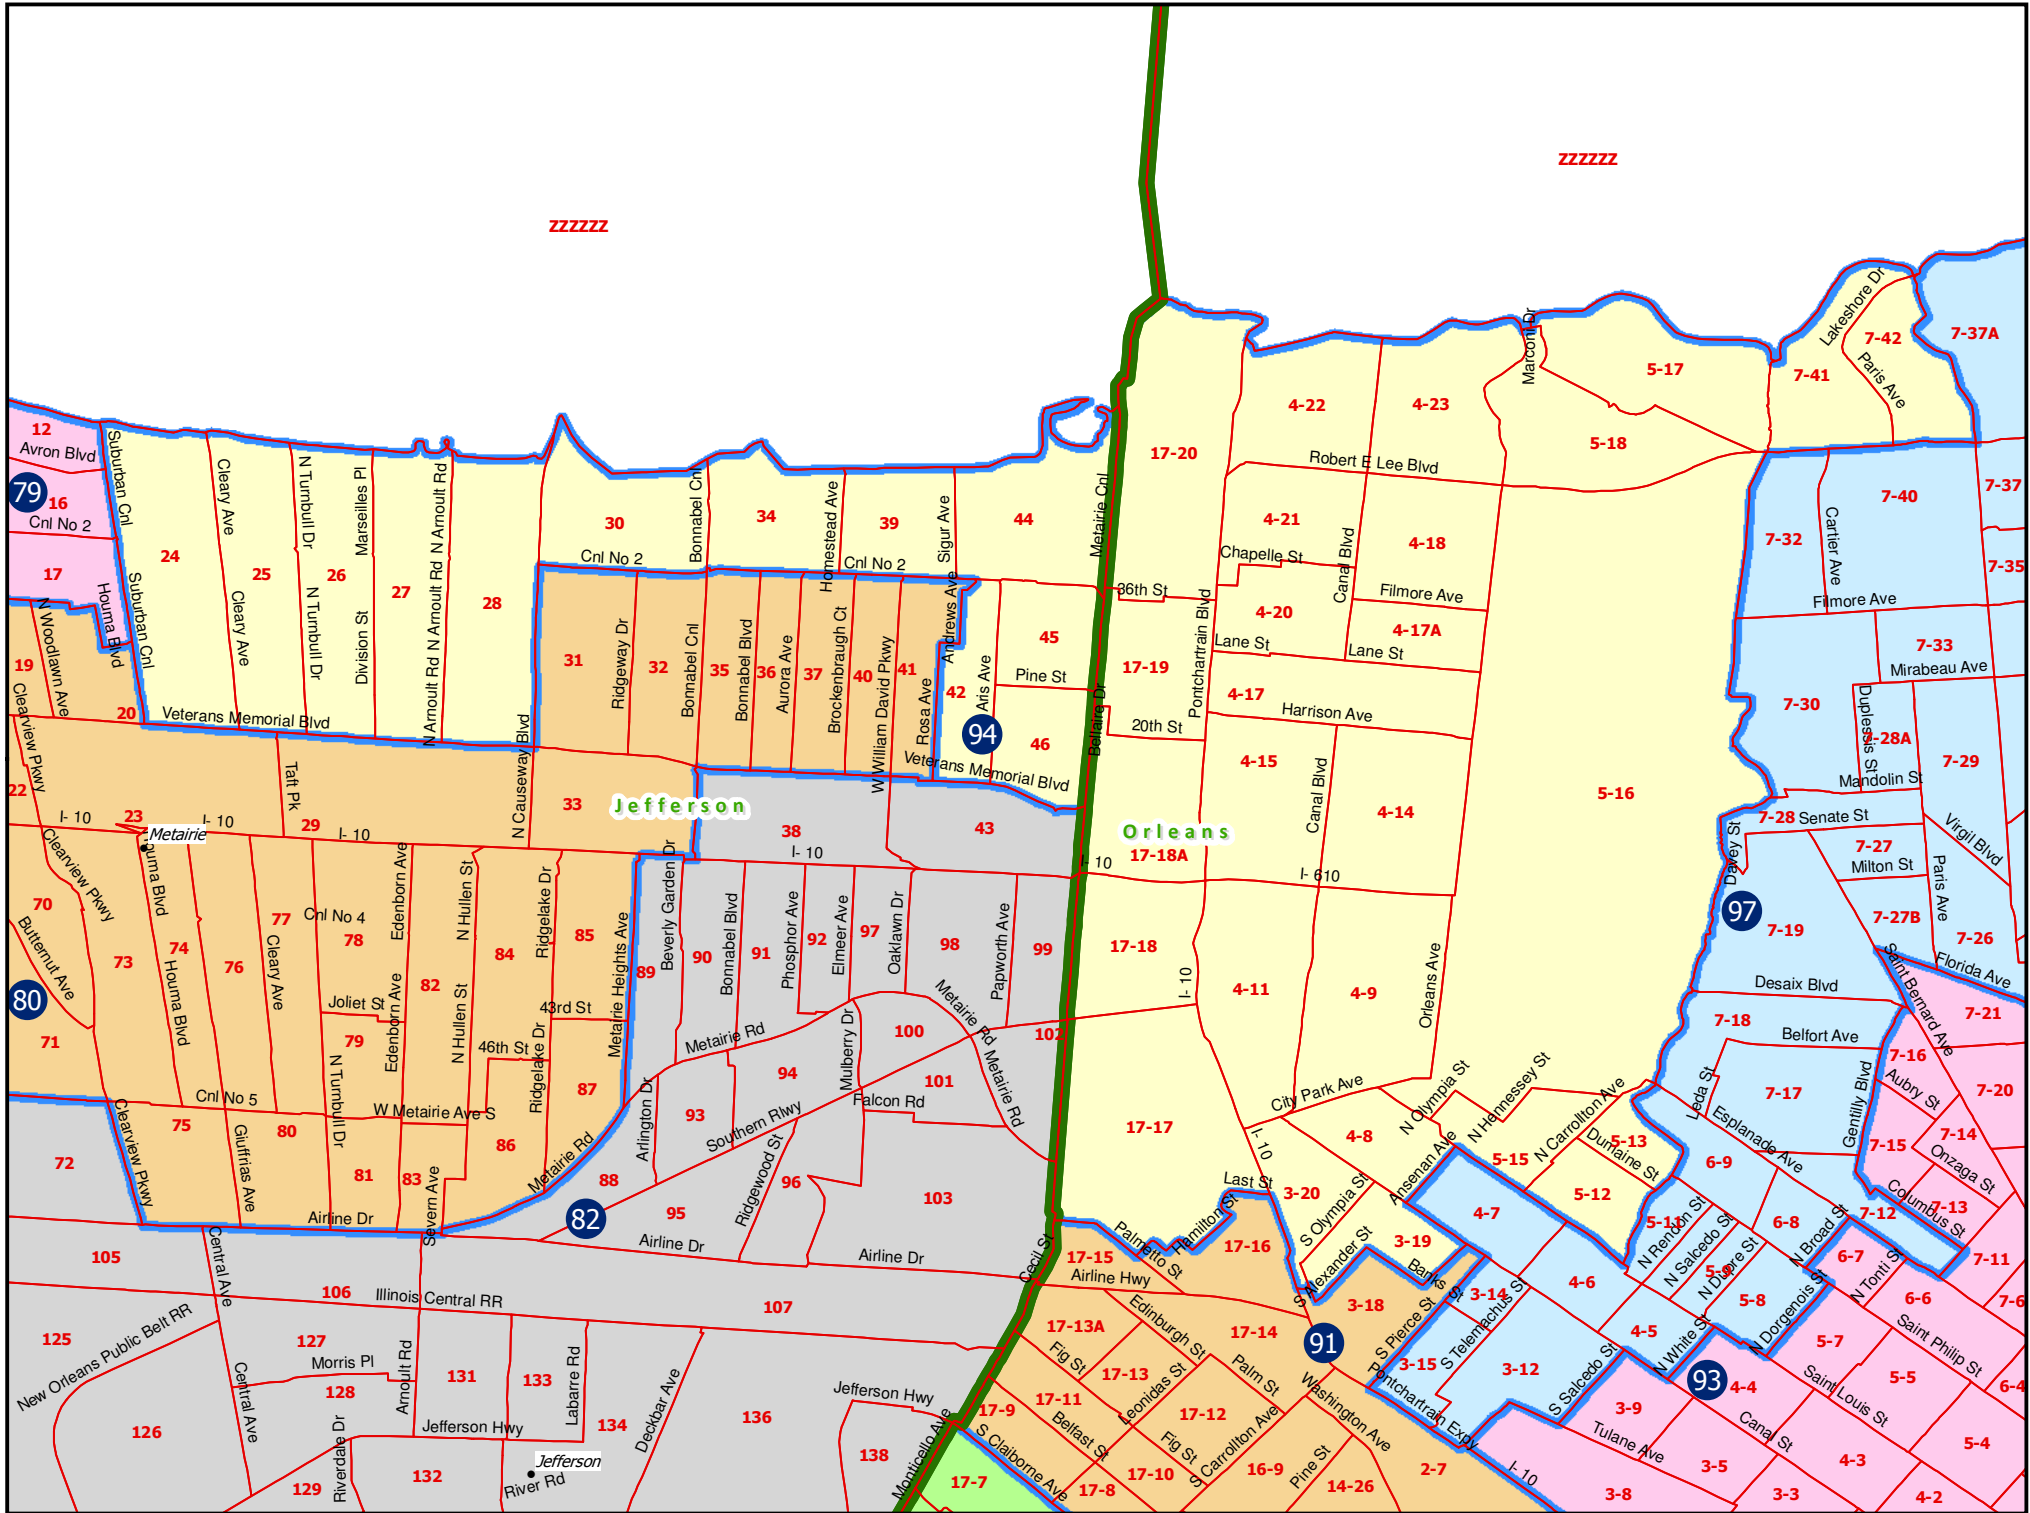 zzzzzz
zzzzzz
12
Avron Blvd
79
16
Cnl No 2
17
Suburban Cnl
Suburban Cnl
Houma Blvd
24
Cleary Ave
Cleary Ave
25
N Turnbull Dr
N Turnbull Dr
26
Marseilles Pl
Division St
27
N Arnoult Rd
N Arnoult Rd
N Arnoult Rd
28
30
Cnl No 2
Bonnabel Cnl
34
Homestead Ave
39
Cnl No 2
Sigur Ave
44
Metairie Cnl
17-20
4-22
4-23
Marconi Dr
5-17
5-18
Lakeshore Dr
7-42
Paris Ave
7-41
7-37A
Robert E Lee Blvd
4-21
Chapelle St
Canal Blvd
4-18
Filmore Ave
36th St
4-20
4-17A
Lane St
Lane St
17-19
Pontchartrain Blvd
4-17
Harrison Ave
20th St
Bellaire Dr
7-40
7-37
7-32
Cartier Ave
7-35
Filmore Ave
7-33
Mirabeau Ave
7-30
Duplessis St
7-28A
7-29
Mandolin St
7-28
Senate St
Davey St
7-27
Milton St
Virgil Blvd
Paris Ave
7-27B
7-26
97
7-19
Florida Ave
Saint Bernard Ave
Desaix Blvd
19
N Woodlawn Ave
Clearview Pkwy
20
Veterans Memorial Blvd
31
Ridgeway Dr
32
Bonnabel Cnl
35
Bonnabel Blvd
36
Aurora Ave
37
Brockenbraugh Ct
40
W William David Pkwy
41
Rosa Ave
Andrews Ave
42
Aris Ave
45
Pine St
94
46
Veterans Memorial Blvd
22
23
I- 10
I- 10
I- 10
Metairie
Taft Pk
29
N Causeway Blvd
33
Jefferson
38
I- 10
43
I- 10
Orleans
17-18A
4-15
Canal Blvd
4-14
5-16
I- 610
70
Clearview Pkwy
Butternut Ave
73
80
71
Houma Blvd
74
Houma Blvd
76
77
Cleary Ave
Cnl No 4
78
Joliet St
79
N Turnbull Dr
Edenborn Ave
Edenborn Ave
82
N Hullen St
N Hullen St
84
Ridgelake Dr
85
43rd St
46th St
Ridgelake Dr
87
Metairie Heights Ave
89
Beverly Garden Dr
90
Bonnabel Blvd
91
Phosphor Ave
92
Elmeer Ave
97
Oaklawn Dr
98
Papworth Ave
99
17-18
I- 10
4-11
4-9
Orleans Ave
Metairie Rd
Metairie Rd
Metairie Rd
100
102
Mulberry Dr
94
101
Falcon Rd
Southern Rlwy
93
Arlington Dr
Cnl No 5
75
Giuffrias Ave
80
81
W Metairie Ave S
83
Severn Ave
86
Metairie Rd
88
82
95
Ridgewood St
96
103
72
Clearview Pkwy
Airline Dr
Airline Dr
Airline Dr
17-17
City Park Ave
I- 10
Last St
4-8
N Olympia St
N Hennessey St
N Carrollton Ave
5-13
Dumaine St
5-15
5-12
Ansenan Ave
3-20
S Olympia St
S Alexander St
3-19
Banks St
4-7
7-18
Belfort Ave
7-21
7-16
Aubry St
7-20
Leda St
7-17
Gentilly Blvd
Esplanade Ave
6-9
7-15
7-14
Onzaga St
Columbus St
7-13
7-12
7-11
5-11
N Rendon St
N Salcedo St
5-9
N Dupre St
6-8
N Broad St
5-8
6-7
N Tonti St
6-6
7-6
Saint Philip St
105
Central Ave
106
Illinois Central RR
107
125
New Orleans Public Belt RR
127
Morris Pl
128
Arnoult Rd
131
133
Labarre Rd
134
Deckbar Ave
136
Jefferson Hwy
138
Jefferson Hwy
126
Central Ave
129
Riverdale Dr
132
Jefferson
River Rd
Cecil St
17-15
Palmetto St
Hamilton St
17-16
Airline Hwy
17-13A
Edinburgh St
17-14
91
3-18
S Pierce St
3-14
S Telemachus St
3-15
3-12
4-6
4-5
N White St
N Dorgenois St
5-7
5-5
6-4
93
4-4
Saint Louis St
S Salcedo St
3-9
Tulane Ave
Canal St
4-3
5-4
3-5
3-3
4-2
3-8
I- 10
Pontchartrain Expy
Fig St
17-13
17-11
Leonidas St
Palm St
Washington Ave
17-9
Belfast St
17-12
Fig St
S Carrollton Ave
Monticello Ave
S Claiborne Ave
17-7
17-8
17-10
16-9
Pine St
14-26
2-7